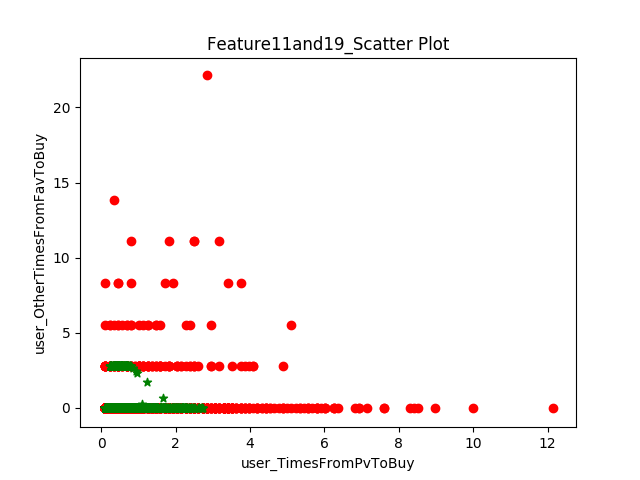 Feature11and19_Scatter Plot
user_OtherTimesFromFavToBuy
20
15
10
5
0
0 2 4 6 8 10 12
user_TimesFromPvToBuy